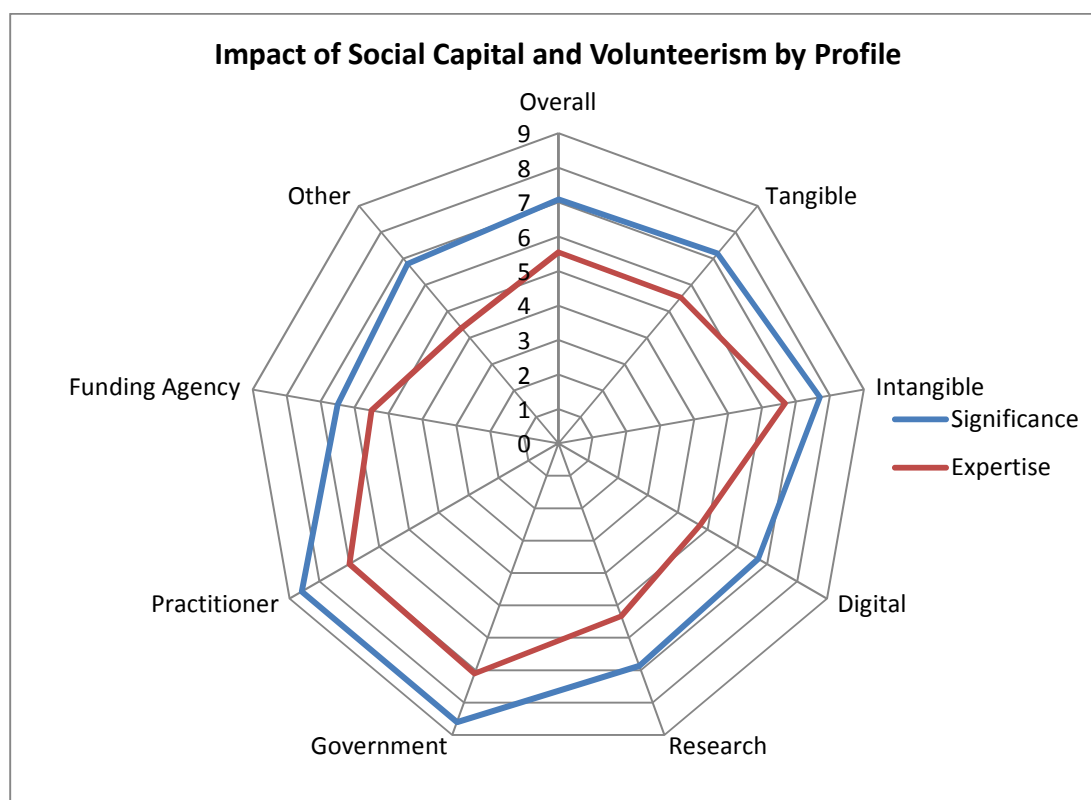 Impact of Social Capital and Volunteerism by Profile
Overall
9
8
7
6
5
4
3
2
1
0
Tangible
Intangible
Digital
Research
Government
Practitioner
Funding Agency
Other
Significance
Expertise